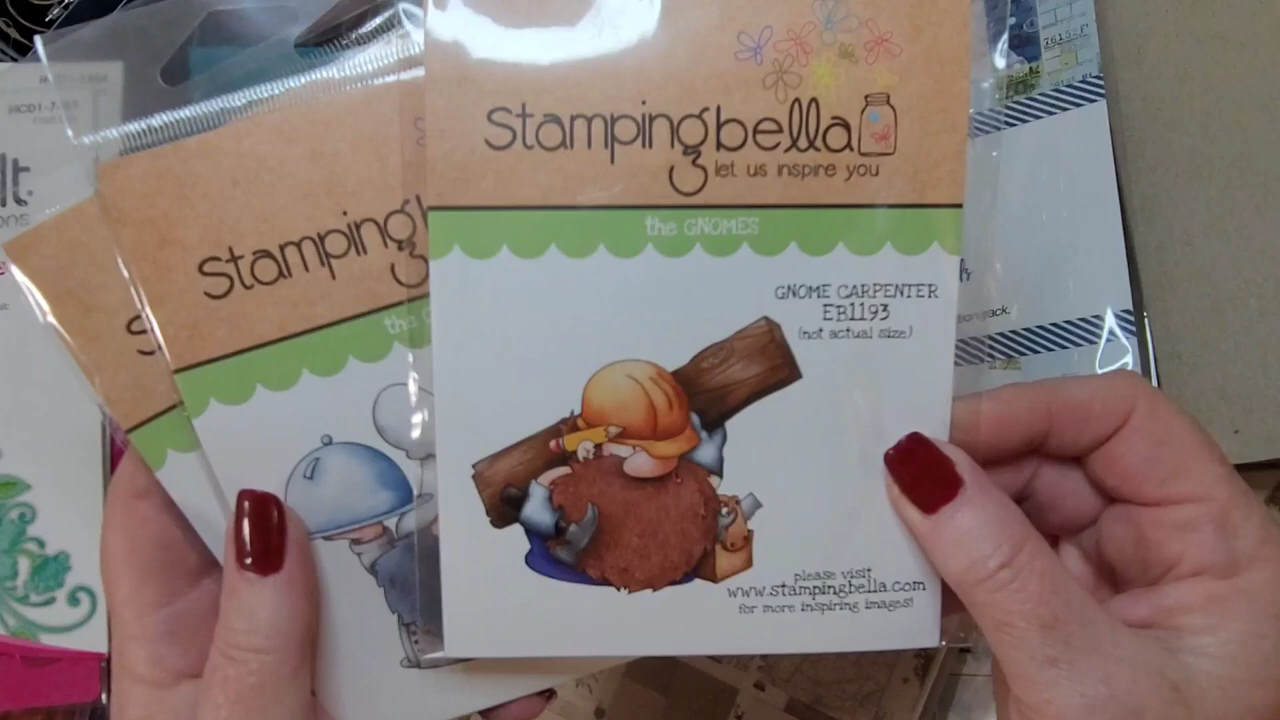 stampingbella
let us inspire you
the GNOMES
GNOME CARPENTER
EB1193
(not actual size)
please visit
www.stampingbella.com
for more inspiring images!
stamping
the